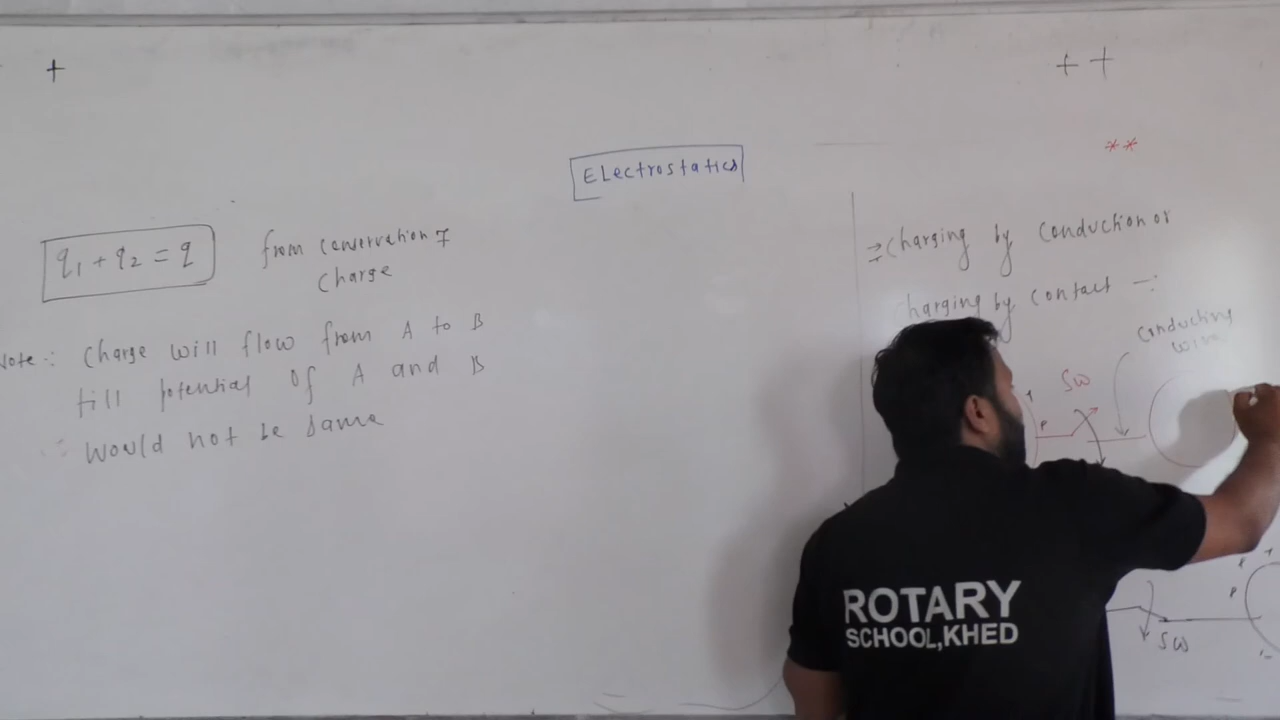 +
+ +
**
ELectrostatics
q1 + q2 = q
from conservation of
charge
Note :- Charge will flow from A to B
till potential of A and B
would not be same
=> charging by conduction or
charging by contact -:
conducting
wire
SW
P
SW
P
ROTARY
SCHOOL,KHED